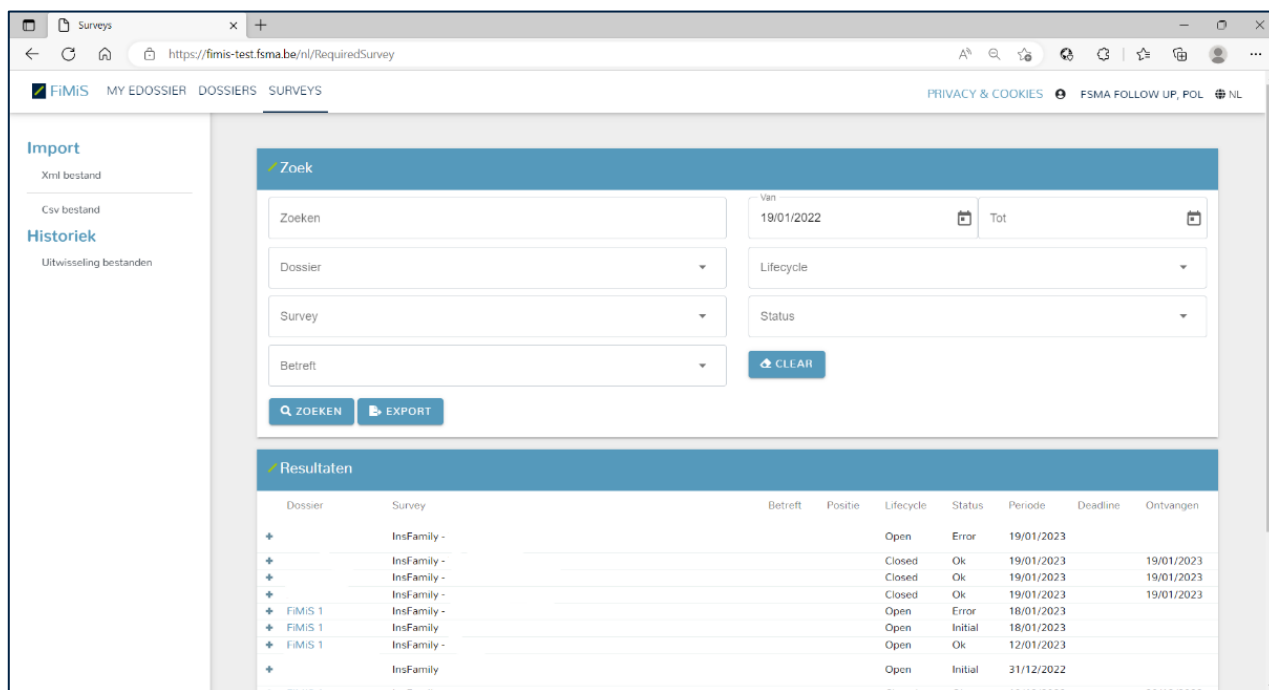 Surveys
https://fimis-test.fsma.be/nl/RequiredSurvey
FiMiS MY EDOSSIER DOSSIERS SURVEYS PRIVACY & COOKIES FSMA FOLLOW UP, POL NL
Import
Xml bestand
Csv bestand
Historiek
Uitwisseling bestanden
Zoek
Zoeken Van 19/01/2022 Tot
Dossier Lifecycle
Survey Status
Betreft CLEAR
ZOEKEN EXPORT
Resultaten
Dossier Survey Betreft Positie Lifecycle Status Periode Deadline Ontvangen
+ InsFamily - Open Error 19/01/2023
+ InsFamily - Closed Ok 19/01/2023 19/01/2023
+ InsFamily - Closed Ok 19/01/2023 19/01/2023
+ InsFamily - Closed Ok 19/01/2023 19/01/2023
+ FiMiS 1 InsFamily - Open Error 18/01/2023
+ FiMiS 1 InsFamily Open Initial 18/01/2023
+ FiMiS 1 InsFamily - Open Ok 12/01/2023
+ InsFamily Open Initial 31/12/2022